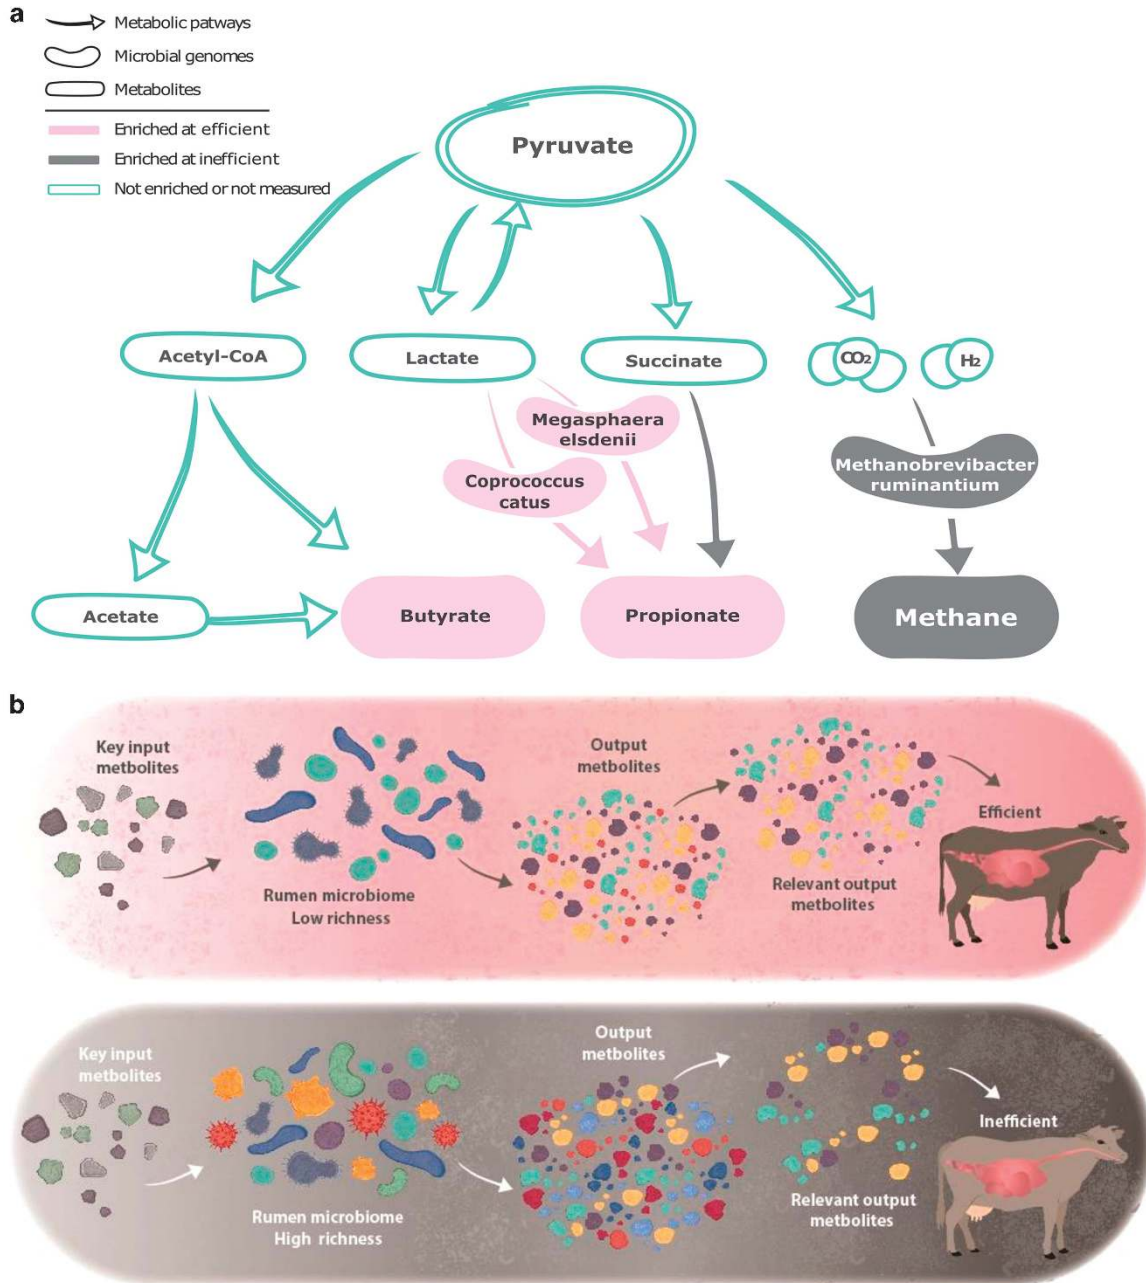 a
Metabolic patways
Microbial genomes
Metabolites
Enriched at efficient
Enriched at inefficient
Not enriched or not measured
Pyruvate
Acetyl-CoA
Lactate
Succinate
CO2
H2
Megasphaera
elsdenii
Coprococcus
catus
Methanobrevibacter
ruminantium
Acetate
Butyrate
Propionate
Methane
b
Key input
metbolites
Rumen microbiome
Low richness
Output
metbolites
Relevant output
metbolites
Efficient
Key input
metbolites
Rumen microbiome
High richness
Output
metbolites
Relevant output
metbolites
Inefficient